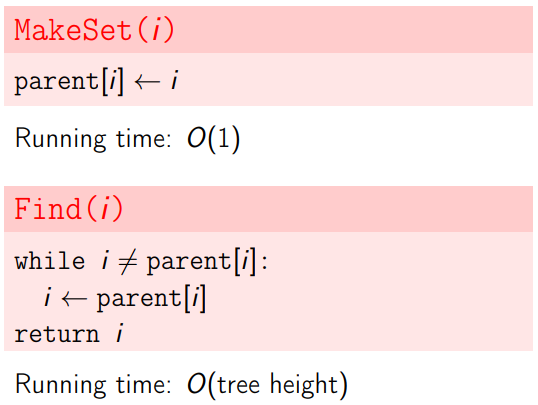 MakeSet(i)
parent[i] ← i
Running time: O(1)
Find(i)
while i ≠ parent[i]:
i ← parent[i]
return i
Running time: O(tree height)